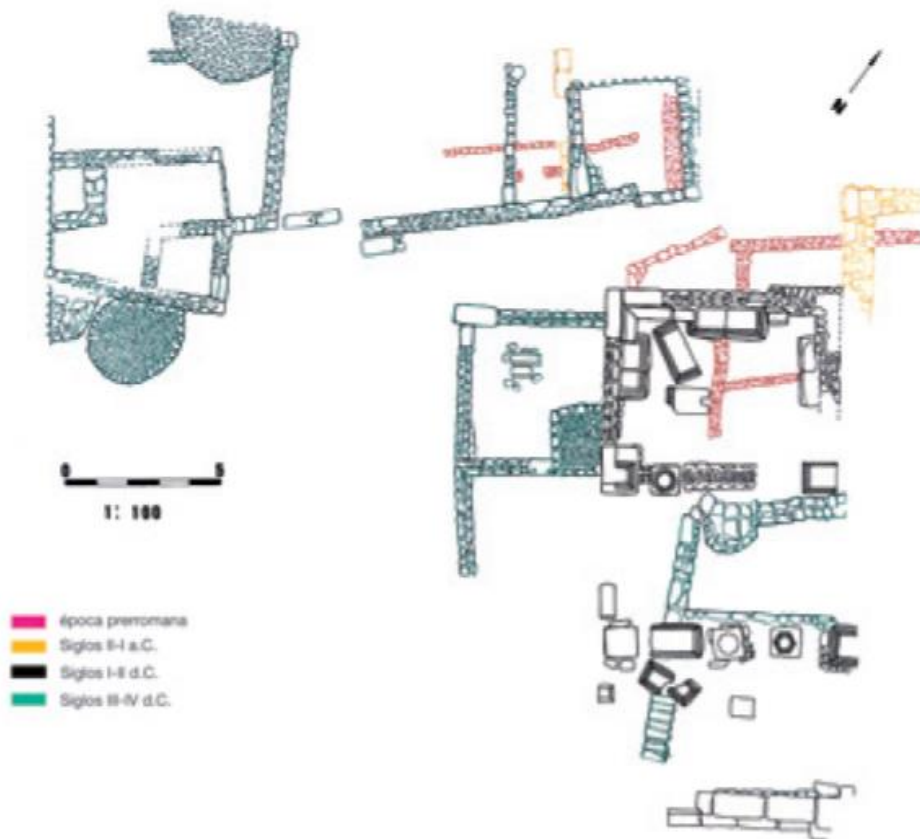 N
0 5
1: 100
época prerromana
Siglos II-I a.C.
Siglos I-II d.C.
Siglos III-IV d.C.